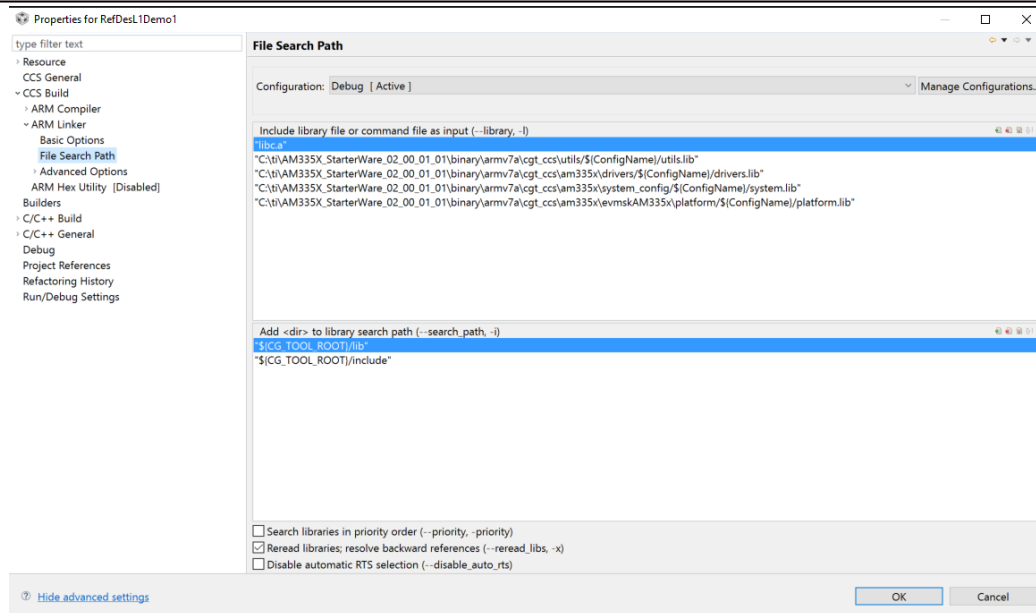 Properties for RefDesL1Demo1
type filter text
Resource
CCS General
CCS Build
ARM Compiler
ARM Linker
Basic Options
File Search Path
Advanced Options
ARM Hex Utility [Disabled]
Builders
C/C++ Build
C/C++ General
Debug
Project References
Refactoring History
Run/Debug Settings
File Search Path
Configuration: Debug [ Active ]
Manage Configurations.
Include library file or command file as input (--library, -l)
"libc.a"
"C:\ti\AM335X_StarterWare_02_00_01_01\binary\armv7a\cgt_ccs\utils/${ConfigName}/utils.lib"
"C:\ti\AM335X_StarterWare_02_00_01_01\binary\armv7a\cgt_ccs\am335x\drivers/${ConfigName}/drivers.lib"
"C:\ti\AM335X_StarterWare_02_00_01_01\binary\armv7a\cgt_ccs\am335x\system_config/${ConfigName}/system.lib"
"C:\ti\AM335X_StarterWare_02_00_01_01\binary\armv7a\cgt_ccs\am335x\evmskAM335x\platform/${ConfigName}/platform.lib"
Add <dir> to library search path (--search_path, -i)
"${CG_TOOL_ROOT}/lib"
"${CG_TOOL_ROOT}/include"
Search libraries in priority order (--priority, -priority)
Reread libraries; resolve backward references (--reread_libs, -x)
Disable automatic RTS selection (--disable_auto_rts)
Hide advanced settings
OK
Cancel